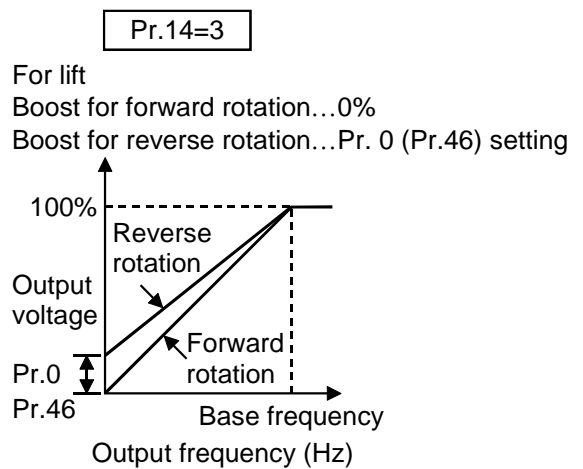 Pr.14=3
For lift
Boost for forward rotation…0%
Boost for reverse rotation…Pr. 0 (Pr.46) setting
100%
Reverse
rotation
Output
voltage
Forward
rotation
Pr.0
Pr.46
Base frequency
Output frequency (Hz)